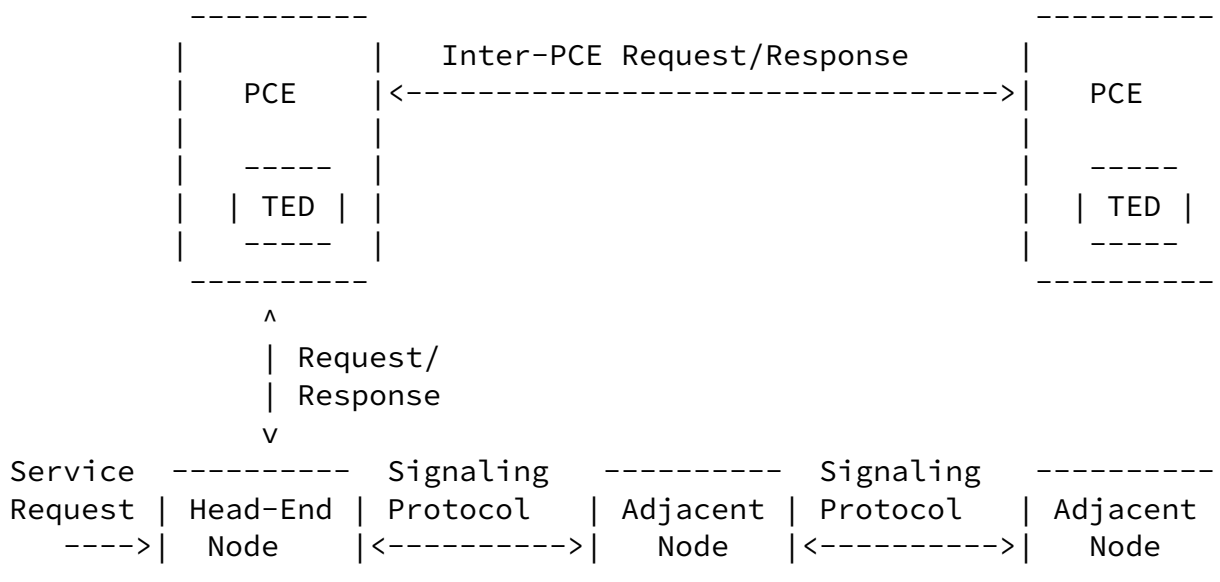 Inter-PCE Request/Response
PCE PCE
TED TED
Request/
Response
Service Signaling Signaling
Request Head-End Protocol Adjacent Protocol Adjacent
Node Node Node